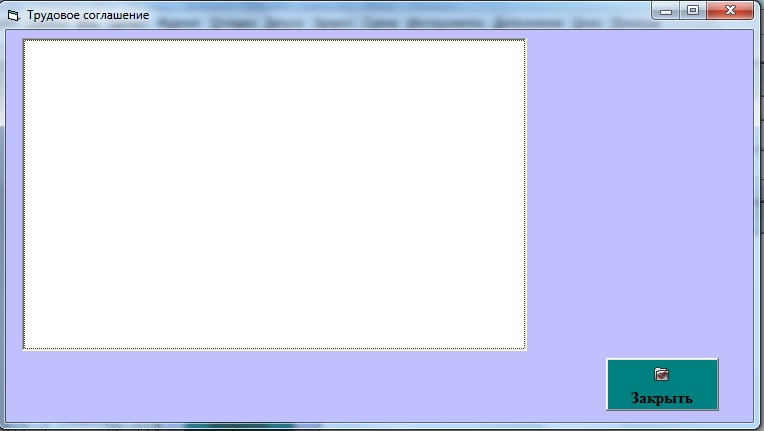 Трудовое соглашение
Закрыть